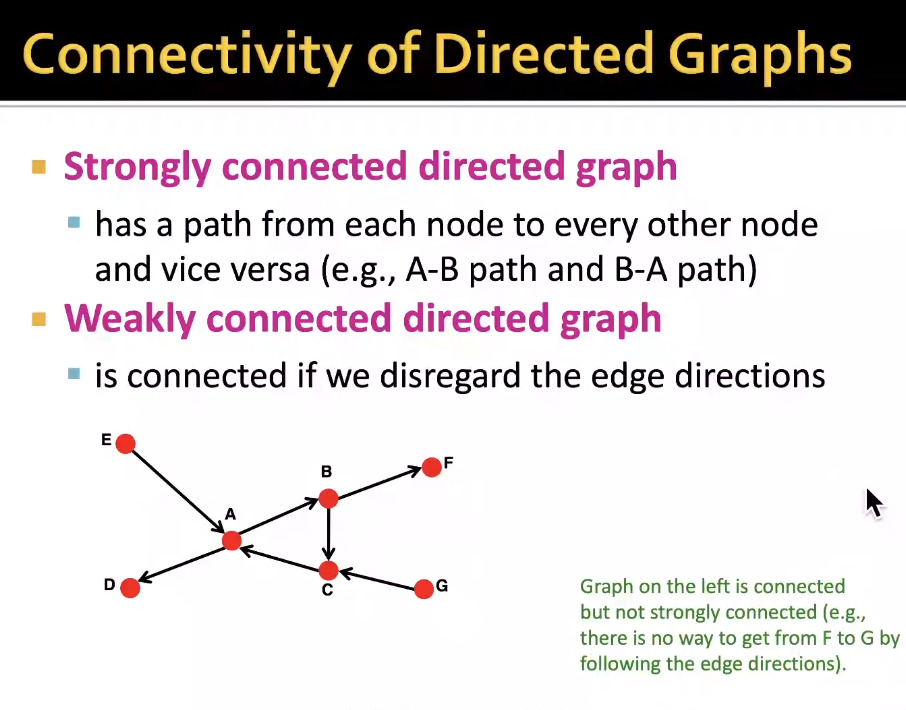 Connectivity of Directed Graphs
Strongly connected directed graph
has a path from each node to every other node
and vice versa (e.g., A-B path and B-A path)
Weakly connected directed graph
is connected if we disregard the edge directions
E
B
F
A
D
C
G
Graph on the left is connected
but not strongly connected (e.g.,
there is no way to get from F to G by
following the edge directions).